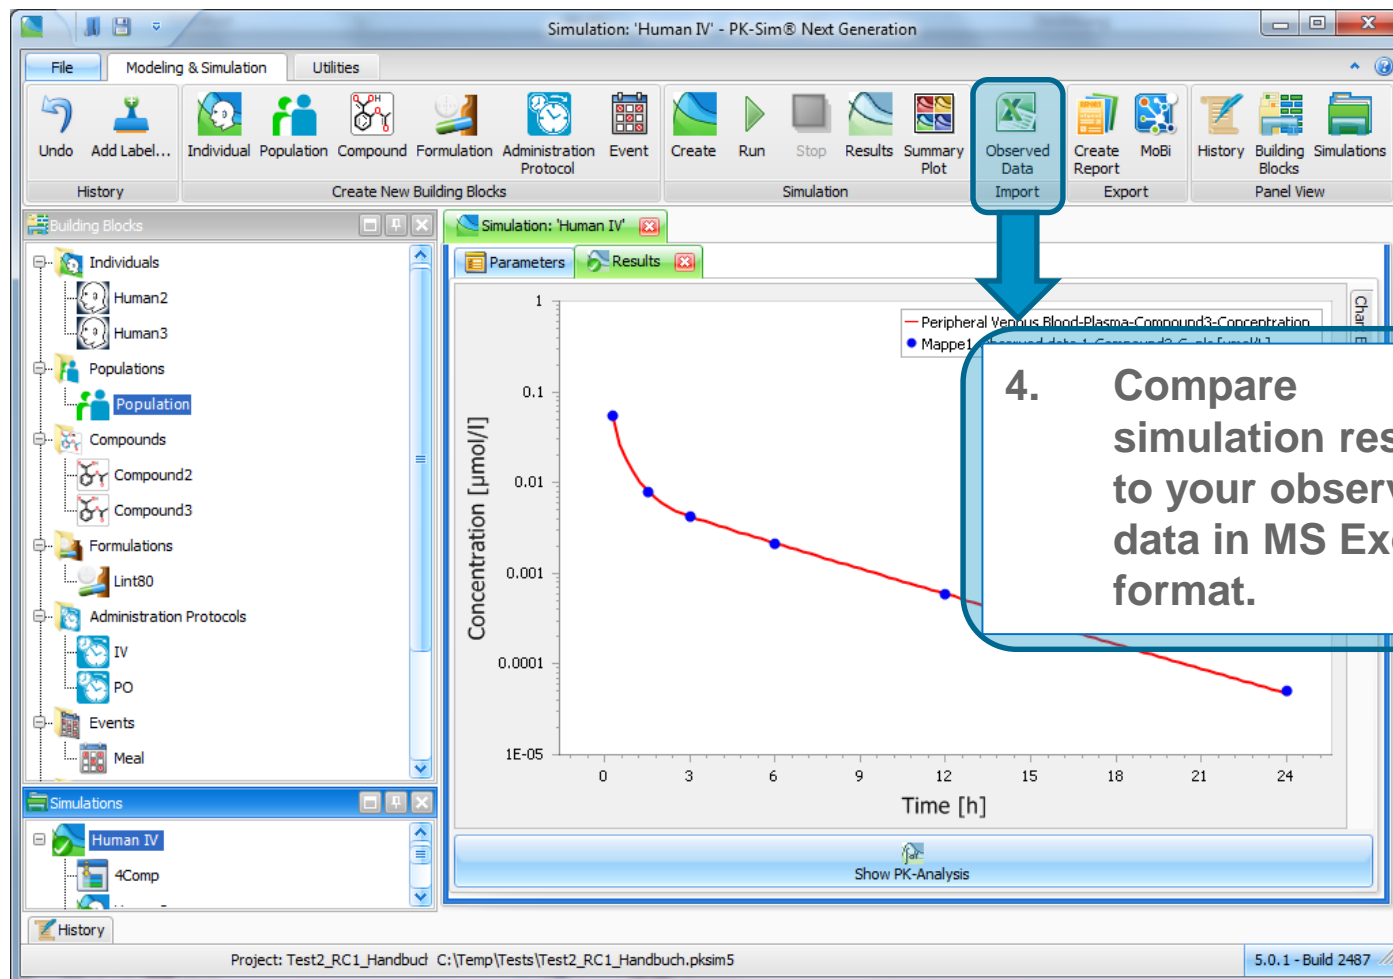 Simulation: 'Human IV' - PK-Sim® Next Generation
File Modeling & Simulation Utilities
Undo Add Label... Individual Population Compound Formulation Administration Protocol Event Create Run Stop Results Summary Plot Observed Data Create Report MoBi History Building Blocks Simulations
History Create New Building Blocks Simulation Import Export Panel View
Building Blocks
Individuals
Human2
Human3
Populations
Population
Compounds
Compound2
Compound3
Formulations
Lint80
Administration Protocols
IV
PO
Events
Meal
Simulations
Human IV
4Comp
History
Simulation: 'Human IV'
Parameters Results
Peripheral Venous Blood-Plasma-Compound3-Concentration
Mappe1
Concentration [µmol/l]
1
0.1
0.01
0.001
0.0001
1E-05
0 3 6 9 12 15 18 21 24
Time [h]
4. Compare
simulation
to your
data in MS
format.
Show PK-Analysis
Project: Test2_RC1_Handbuch C:\Temp\Tests\Test2_RC1_Handbuch.pksim5
5.0.1 - Build 2487